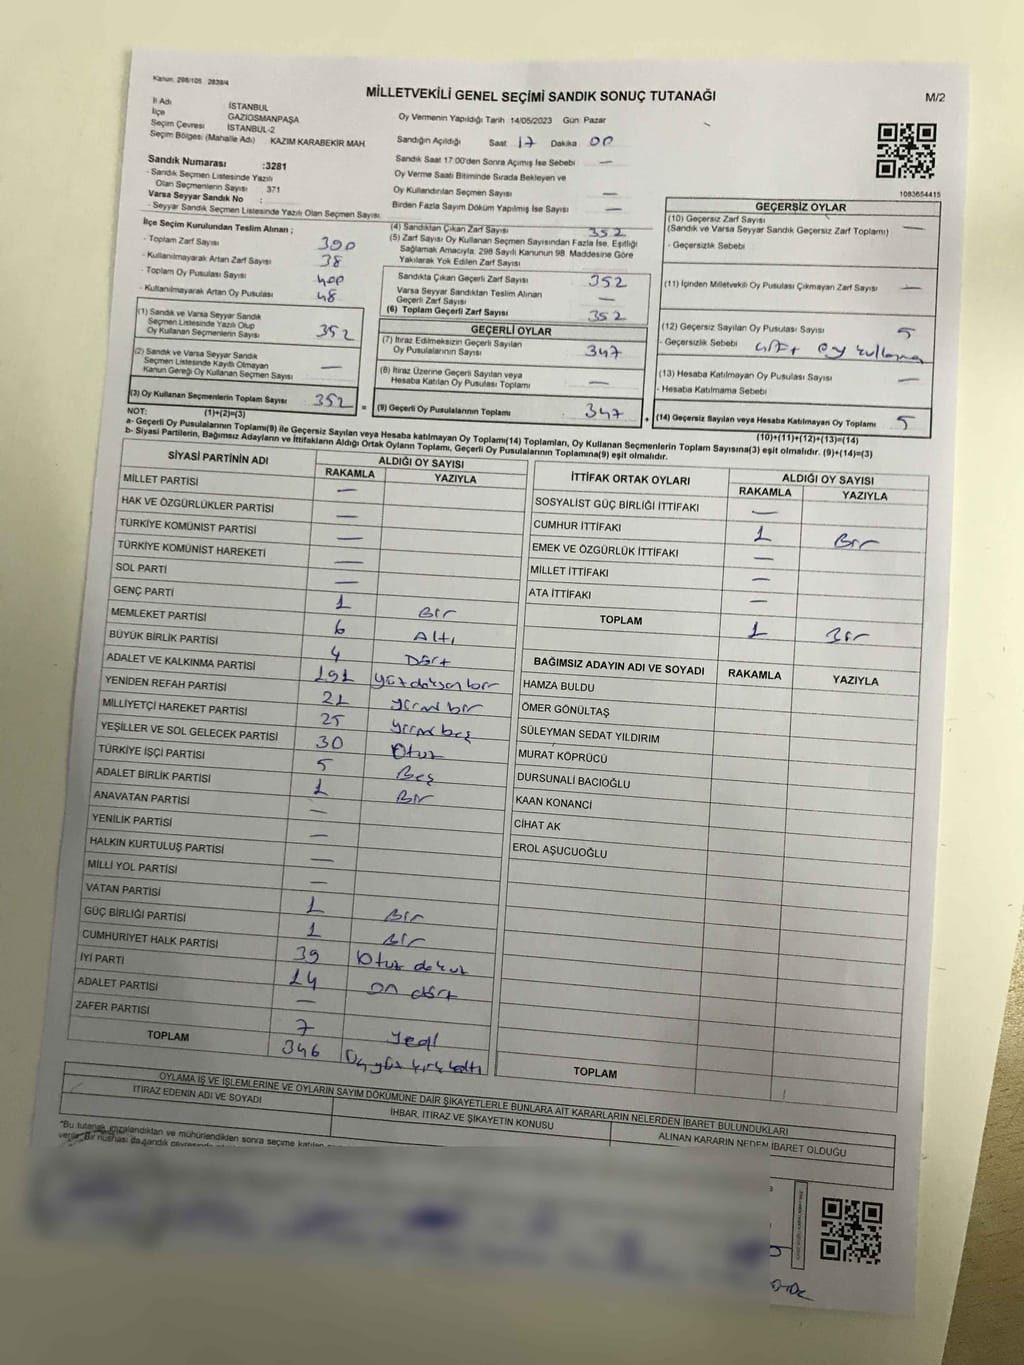 Kanun: 298/105 2839/4
MİLLETVEKİLİ GENEL SEÇİMİ SANDIK SONUÇ TUTANAĞI
M/2
İl Adı İSTANBUL
İlçe GAZİOSMANPAŞA
Seçim Çevresi İSTANBUL-2
Seçim Bölgesi (Mahalle Adı) KAZIM KARABEKİR MAH
Oy Vermenin Yapıldığı Tarih 14/05/2023 Gün Pazar
Sandığın Açıldığı Saat 17 Dakika 00
Sandık Saat 17:00'den Sonra Açımış İse Sebebi —
Oy Verme Saati Bitiminde Sırada Bekleyen ve
Oy Kullandırılan Seçmen Sayısı —
Birden Fazla Sayım Döküm Yapılmış İse Sayısı —
1083654415
Sandık Numarası :3281
- Sandık Seçmen Listesinde Yazılı
Olan Seçmenlerin Sayısı 371
Varsa Seyyar Sandık No :
- Seyyar Sandık Seçmen Listesinde Yazılı Olan Seçmen Sayısı
İlçe Seçim Kurulundan Teslim Alınan ;
- Toplam Zarf Sayısı 390
- Kullanılmayarak Artan Zarf Sayısı 38
- Toplam Oy Pusulası Sayısı 400
- Kullanılmayarak Artan Oy Pusulası 48
(1) Sandık ve Varsa Seyyar Sandık
Seçmen Listesinde Yazılı Olup
Oy Kullanan Seçmenlerin Sayısı 352
(2) Sandık ve Varsa Seyyar Sandık
Seçmen Listesinde Kayıtlı Olmayan
Kanun Gereği Oy Kullanan Seçmen Sayısı —
(3) Oy Kullanan Seçmenlerin Toplam Sayısı 352
(4) Sandıktan Çıkan Zarf Sayısı 352
(5) Zarf Sayısı Oy Kullanan Seçmen Sayısından Fazla İse, Eşitliği
Sağlamak Amacıyla; 298 Sayılı Kanunun 98. Maddesine Göre
Yakılarak Yok Edilen Zarf Sayısı
Sandıkta Çıkan Geçerli Zarf Sayısı 352
Varsa Seyyar Sandıktan Teslim Alınan
Geçerli Zarf Sayısı —
(6) Toplam Geçerli Zarf Sayısı 352
GEÇERLİ OYLAR
(7) İtiraz Edilmeksizin Geçerli Sayılan
Oy Pusulalarının Sayısı 347
(8) İtiraz Üzerine Geçerli Sayılan veya
Hesaba Katılan Oy Pusulası Toplamı —
= (9) Geçerli Oy Pusulalarının Toplamı 347
GEÇERSİZ OYLAR
(10) Geçersiz Zarf Sayısı
(Sandık ve Varsa Seyyar Sandık Geçersiz Zarf Toplamı) —
- Geçersizlik Sebebi
(11) İçinden Milletvekili Oy Pusulası Çıkmayan Zarf Sayısı —
(12) Geçersiz Sayılan Oy Pusulası Sayısı 5
- Geçersizlik Sebebi çift oy kullanma
(13) Hesaba Katılmayan Oy Pusulası Sayısı —
- Hesaba Katılmama Sebebi
+ (14) Geçersiz Sayılan veya Hesaba Katılmayan Oy Toplamı 5
NOT: (1)+(2)=(3)
(10)+(11)+(12)+(13)=(14)
a- Geçerli Oy Pusulalarının Toplamı(9) ile Geçersiz Sayılan veya Hesaba katılmayan Oy Toplamı(14) Toplamları, Oy Kullanan Seçmenlerin Toplam Sayısına(3) eşit olmalıdır. (9)+(14)=(3)
b- Siyasi Partilerin, Bağımsız Adayların ve İttifakların Aldığı Ortak Oyların Toplamı, Geçerli Oy Pusulalarının Toplamına(9) eşit olmalıdır.
SİYASİ PARTİNİN ADI ALDIĞI OY SAYISI
RAKAMLA YAZIYLA
MİLLET PARTİSİ —
HAK VE ÖZGÜRLÜKLER PARTİSİ —
TÜRKİYE KOMÜNİST PARTİSİ —
TÜRKİYE KOMÜNİST HAREKETİ —
SOL PARTİ —
GENÇ PARTİ 1 Bir
MEMLEKET PARTİSİ 6 Altı
BÜYÜK BİRLİK PARTİSİ 4 Dört
ADALET VE KALKINMA PARTİSİ 191 yüzdoksan bir
YENİDEN REFAH PARTİSİ 21 yirmi bir
MİLLİYETÇİ HAREKET PARTİSİ 25 yirmi beş
YEŞİLLER VE SOL GELECEK PARTİSİ 30 Otuz
TÜRKİYE İŞÇİ PARTİSİ 5 Beş
ADALET BİRLİK PARTİSİ 1 Bir
ANAVATAN PARTİSİ —
YENİLİK PARTİSİ —
HALKIN KURTULUŞ PARTİSİ —
MİLLİ YOL PARTİSİ —
VATAN PARTİSİ 1 Bir
GÜÇ BİRLİĞİ PARTİSİ 1 Bir
CUMHURİYET HALK PARTİSİ 39 Otuz dokuz
İYİ PARTİ 14 on dört
ADALET PARTİSİ —
ZAFER PARTİSİ 7 Yedi
TOPLAM 346 Üçyüz kırk altı
İTTİFAK ORTAK OYLARI ALDIĞI OY SAYISI
RAKAMLA YAZIYLA
SOSYALİST GÜÇ BİRLİĞİ İTTİFAKI —
CUMHUR İTTİFAKI 1 Bir
EMEK VE ÖZGÜRLÜK İTTİFAKI —
MİLLET İTTİFAKI —
ATA İTTİFAKI —
TOPLAM 1 Bir
BAĞIMSIZ ADAYIN ADI VE SOYADI RAKAMLA YAZIYLA
HAMZA BULDU
ÖMER GÖNÜLTAŞ
SÜLEYMAN SEDAT YILDIRIM
MURAT KÖPRÜCÜ
DURSUNALİ BACIOĞLU
KAAN KONANCİ
CİHAT AK
EROL AŞUCUOĞLU
TOPLAM
OYLAMA İŞ VE İŞLEMLERİNE VE OYLARIN SAYIM DÖKÜMÜNE DAİR ŞİKAYETLERLE BUNLARA AİT KARARLARIN NELERDEN İBARET BULUNDUKLARI
İTİRAZ EDENİN ADI VE SOYADI İHBAR, İTİRAZ VE ŞİKAYETİN KONUSU ALINAN KARARIN NEDEN İBARET OLDUĞU
"Bu tutanak imzalandıktan ve mühürlendikten sonra seçime katılan